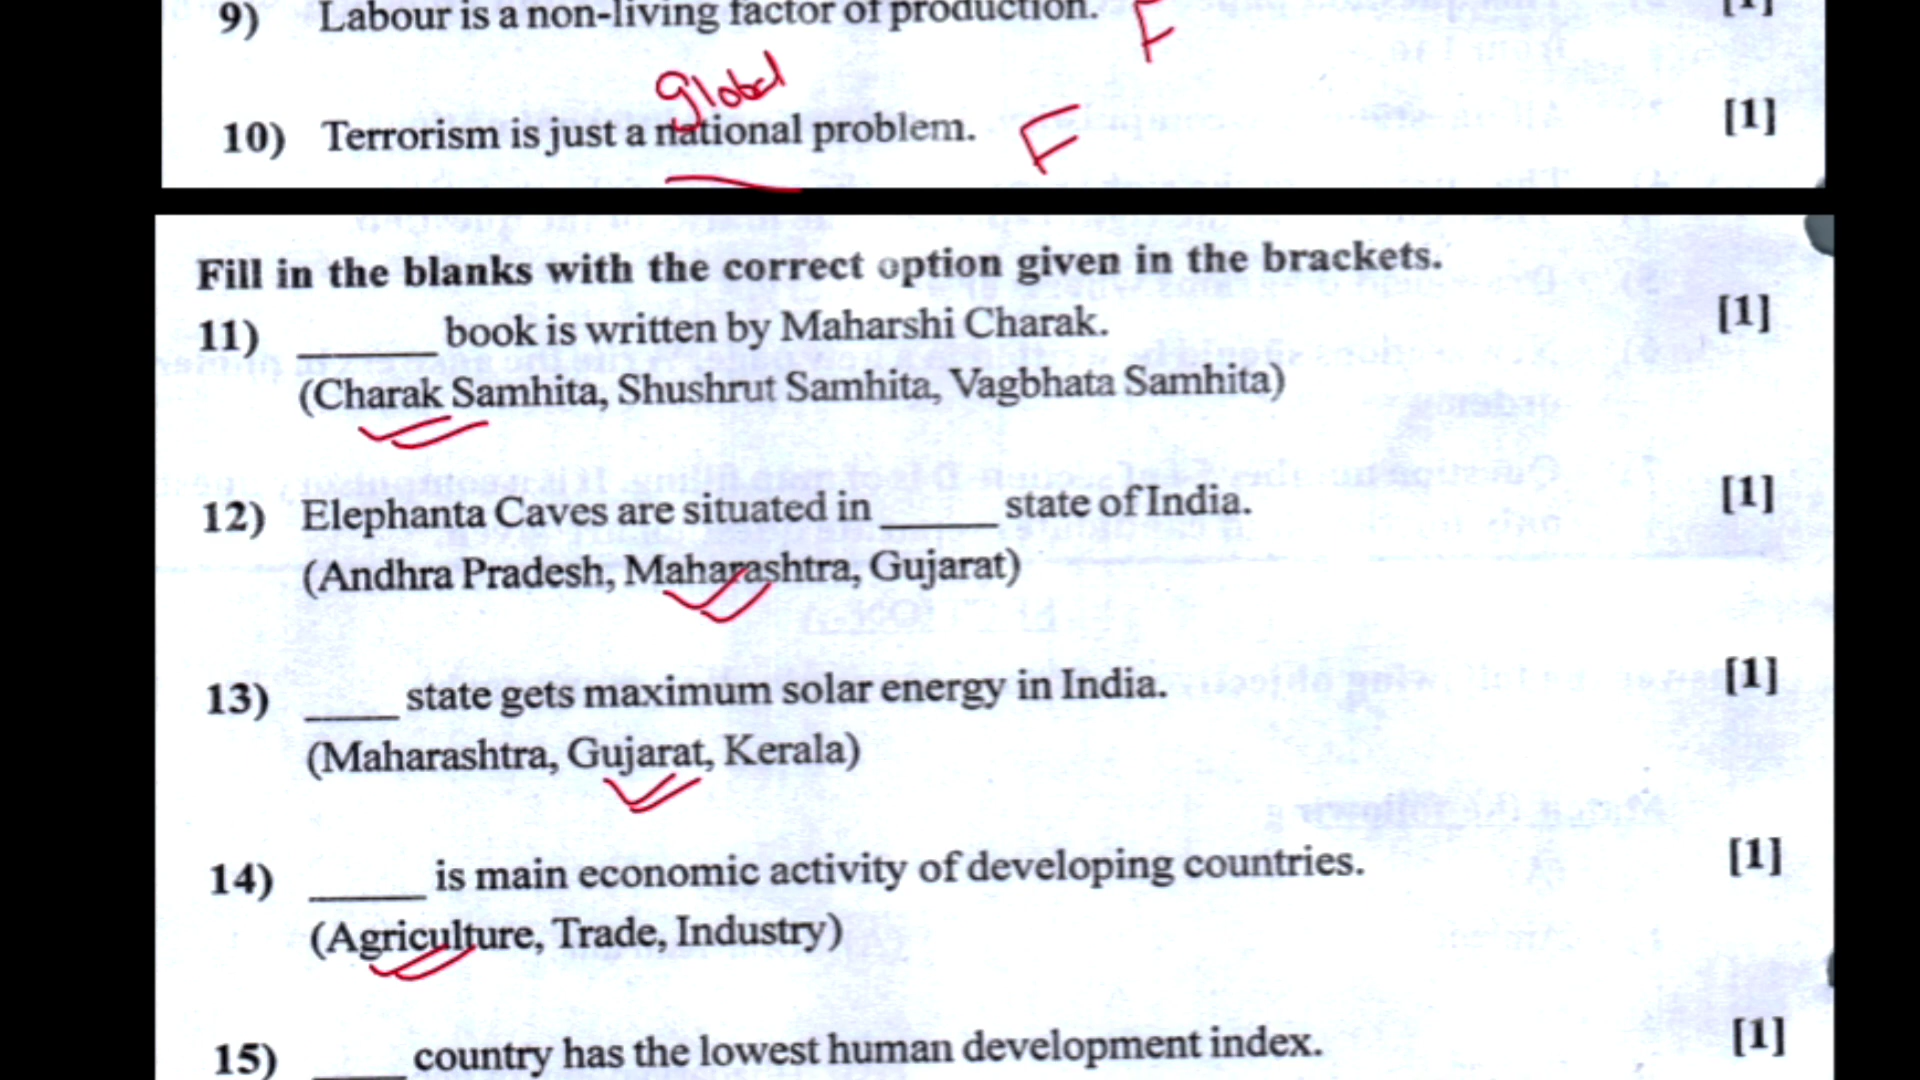 9) Labour is a non-living factor of production. F [1]
global
10) Terrorism is just a national problem. F [1]
Fill in the blanks with the correct option given in the brackets.
11) ______ book is written by Maharshi Charak. [1]
(Charak Samhita, Shushrut Samhita, Vagbhata Samhita)
12) Elephanta Caves are situated in _____ state of India. [1]
(Andhra Pradesh, Maharashtra, Gujarat)
13) ____ state gets maximum solar energy in India. [1]
(Maharashtra, Gujarat, Kerala)
14) _____ is main economic activity of developing countries. [1]
(Agriculture, Trade, Industry)
15) ____ country has the lowest human development index. [1]